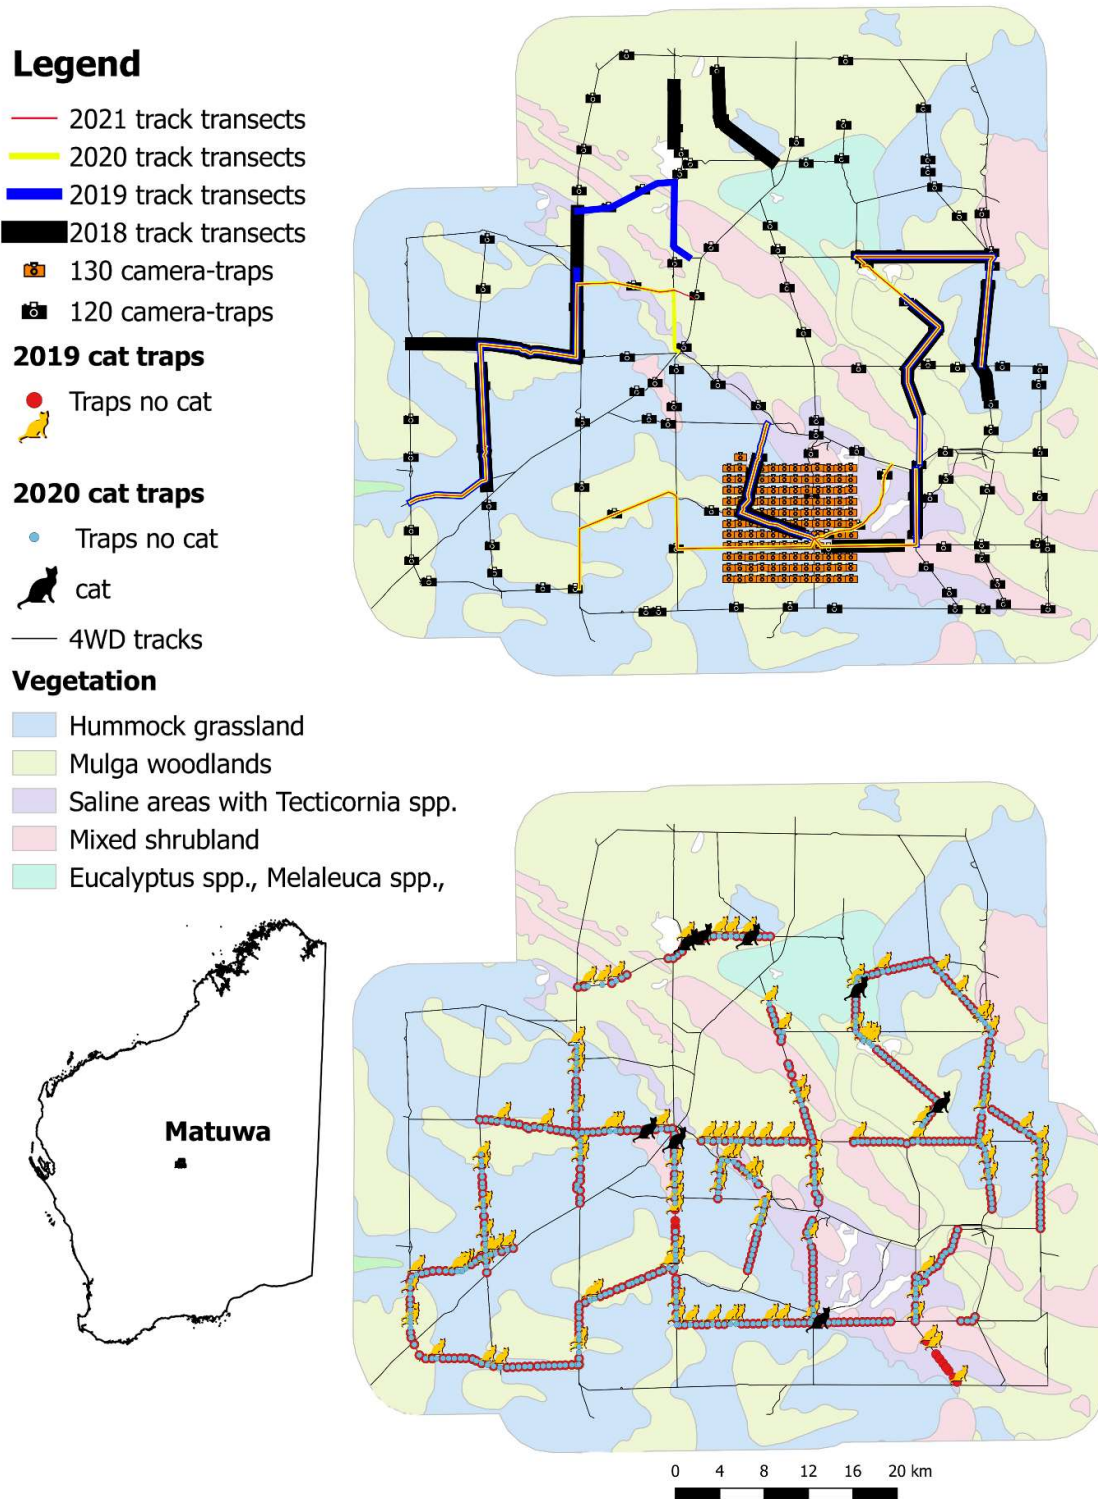 Legend
2021 track transects
2020 track transects
2019 track transects
2018 track transects
130 camera-traps
120 camera-traps
2019 cat traps
Traps no cat
2020 cat traps
Traps no cat
cat
4WD tracks
Vegetation
Hummock grassland
Mulga woodlands
Saline areas with Tecticornia spp.
Mixed shrubland
Eucalyptus spp., Melaleuca spp.,
Matuwa
0 4 8 12 16 20 km